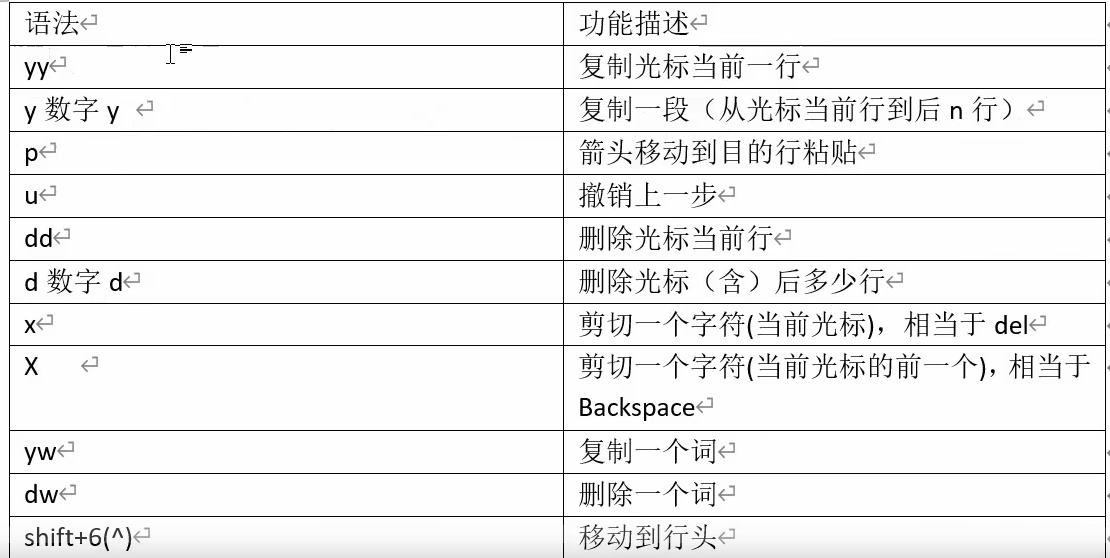 语法 功能描述
yy 复制光标当前一行
y 数字 y 复制一段（从光标当前行到后 n 行）
p 箭头移动到目的行粘贴
u 撤销上一步
dd 删除光标当前行
d 数字 d 删除光标（含）后多少行
x 剪切一个字符(当前光标)，相当于 del
X 剪切一个字符(当前光标的前一个)，相当于
Backspace
yw 复制一个词
dw 删除一个词
shift+6(^) 移动到行头